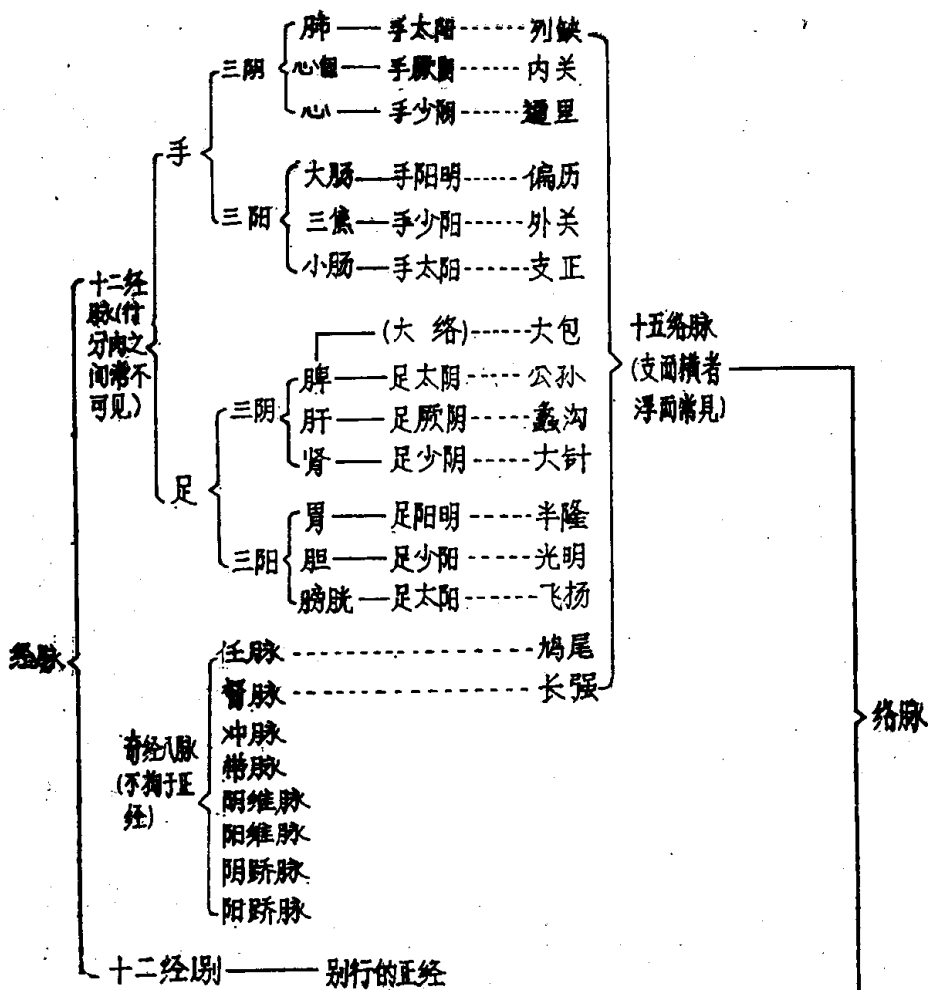 肺 手太阳 列缺
三阴 心包 手厥阴 内关
心 手少阴 通里
手
大肠 手阳明 偏历
三阳 三焦 手少阳 外关
小肠 手太阳 支正
十二经
脉(付
分肉之
间常不
可见)
(大络) 大包
十五络脉
(支而横者
浮而常见)
脾 足太阴 公孙
三阴 肝 足厥阴 蠡沟
肾 足少阴 大针
足
胃 足阳明 半隆
三阳 胆 足少阳 光明
膀胱 足太阳 飞扬
经脉
任脉 鸠尾
督脉 长强
络脉
奇经八脉
(不拘于正
经)
冲脉
带脉
阴维脉
阳维脉
阴跷脉
阳跷脉
十二经别 别行的正经